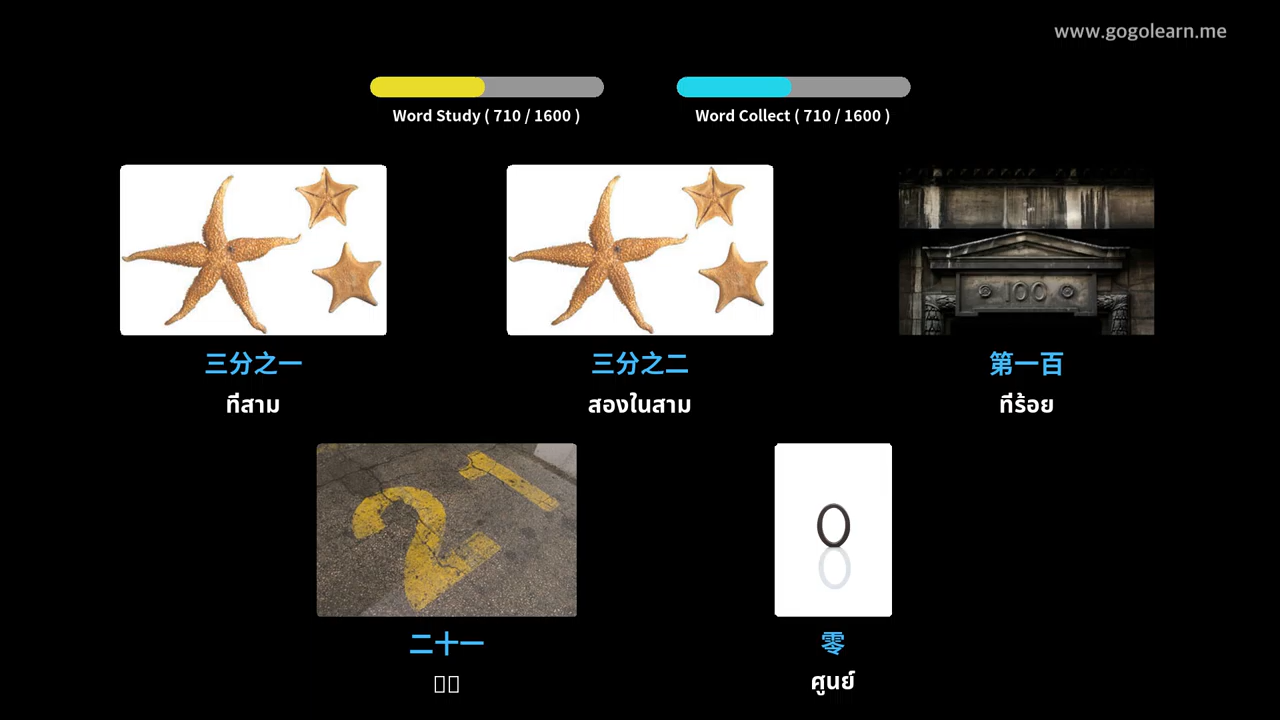 www.gogolearn.me
Word Study ( 710 / 1600 )
Word Collect ( 710 / 1600 )
三分之一
三分之二
第一百
ที่สาม
สองในสาม
ที่ร้อย
100
21
0
二十一
零
ศูนย์